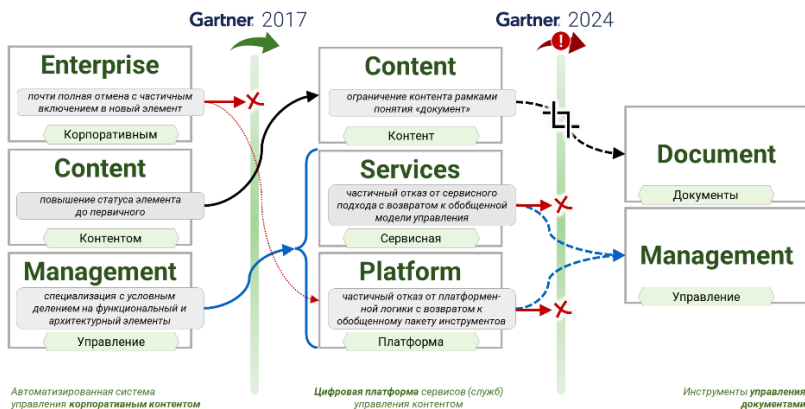 Gartner 2017
Gartner 2024
Enterprise
почти полная отмена с частичным
включением в новый элемент
Корпоративным
Content
повышение статуса элемента
до первичного
Контентом
Management
специализация с условным
делением на функциональный и
архитектурный элементы
Управление
Content
ограничение контента рамками
понятия «документ»
Контент
Services
частичный отказ от сервисного
подхода с возвратом к обобщенной
модели управления
Сервисная
Platform
частичный отказ от платформен-
ной логики с возвратом к
обобщенному пакету инструментов
Платформа
Document
Документы
Management
Управление
Автоматизированная система
управления корпоративным контентом
Цифровая платформа сервисов (служб)
управления контентом
Инструменты управления
документами